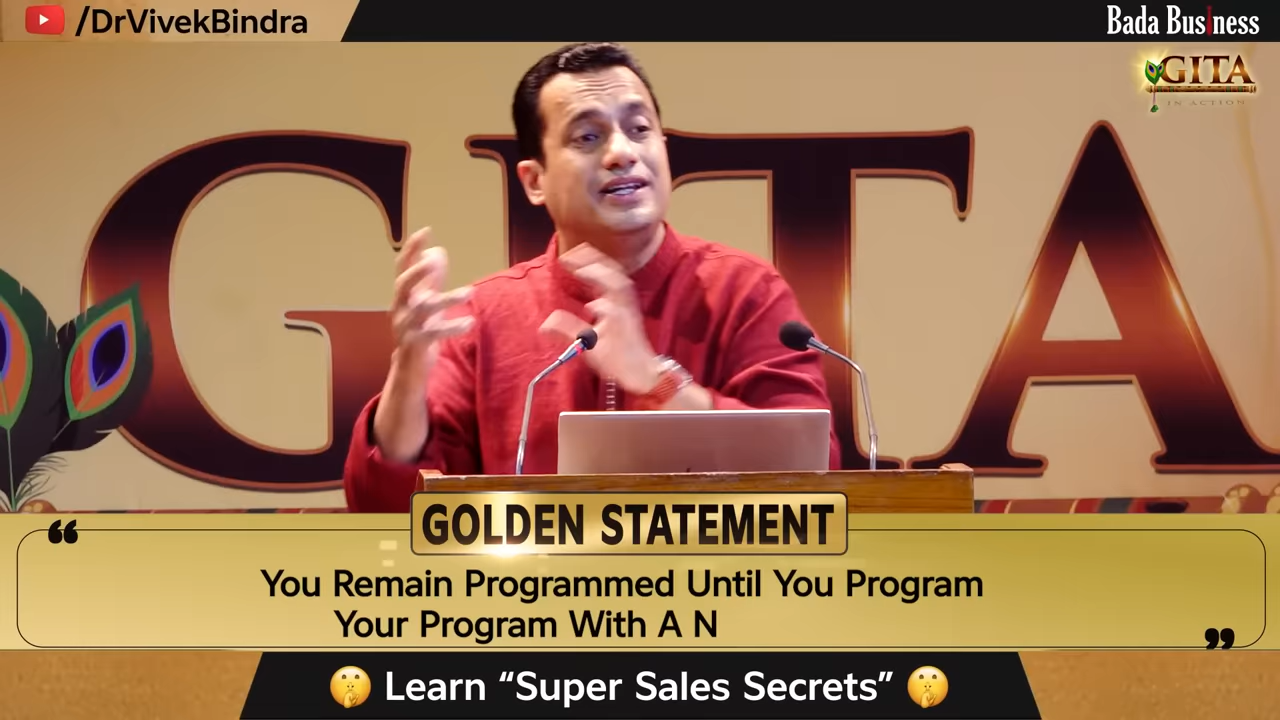 /DrVivekBindra
Bada Business
GITA
IN ACTION
GITA
GOLDEN STATEMENT
“
You Remain Programmed Until You Program
Your Program With A N
”
Learn “Super Sales Secrets”